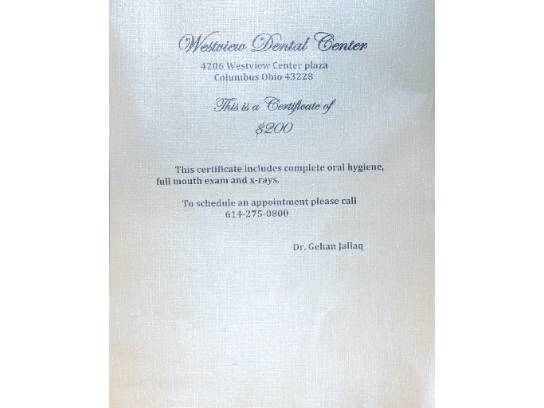 Westview Dental Center
4206 Westview Center plaza
Columbus Ohio 43228
This is a Certificate of
$200
This certificate includes complete oral hygiene,
full mouth exam and x-rays.
To schedule an appointment please call
614-275-0800
Dr. Gehan Jallaq